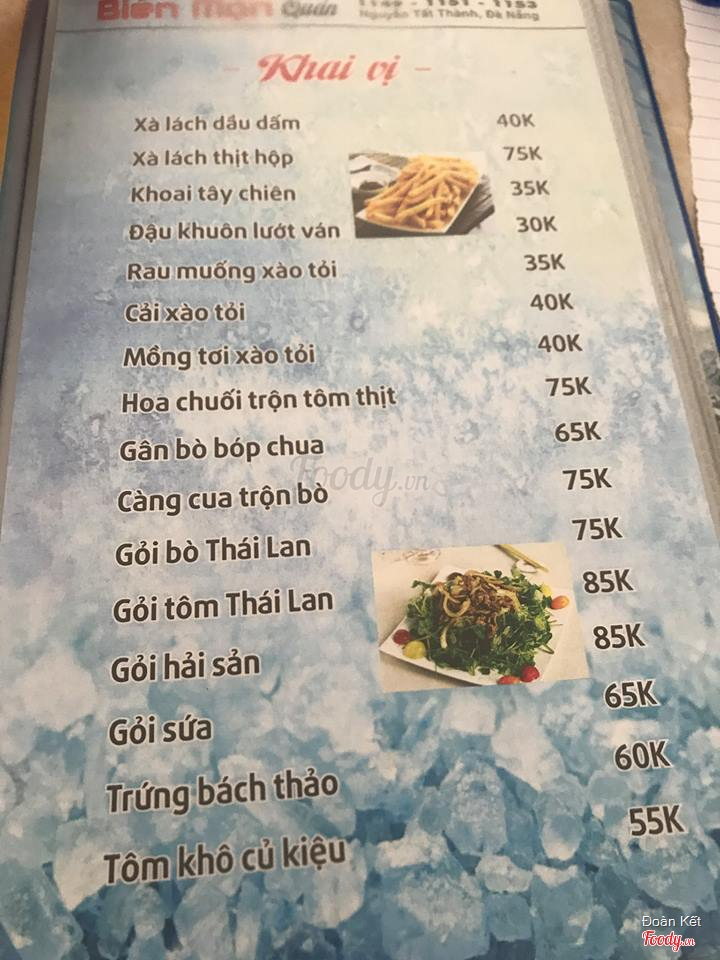 Biển Mặn Quán
1149 - 1151 - 1153
Nguyễn Tất Thành, Đà Nẵng
- Khai vị -
Xà lách dầu dấm 40K
Xà lách thịt hộp 75K
Khoai tây chiên 35K
Đậu khuôn lướt ván 30K
Rau muống xào tỏi 35K
Cải xào tỏi 40K
Mồng tơi xào tỏi 40K
Hoa chuối trộn tôm thịt 75K
Gân bò bóp chua 65K
Càng cua trộn bò 75K
Gỏi bò Thái Lan 75K
Gỏi tôm Thái Lan 85K
Gỏi hải sản 85K
Gỏi sứa 65K
Trứng bách thảo 60K
Tôm khô củ kiệu 55K
Foody.vn
Đoàn Kết
Foody.vn